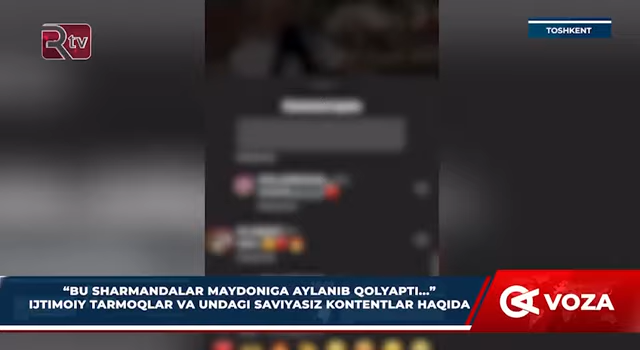 Rtv
TOSHKENT
“BU SHARMANDALAR MAYDONIGA AYLANIB QOLYAPTI...”
IJTIMOIY TARMOQLAR VA UNDAGI SAVIYASIZ KONTENTLAR HAQIDA
VOZA